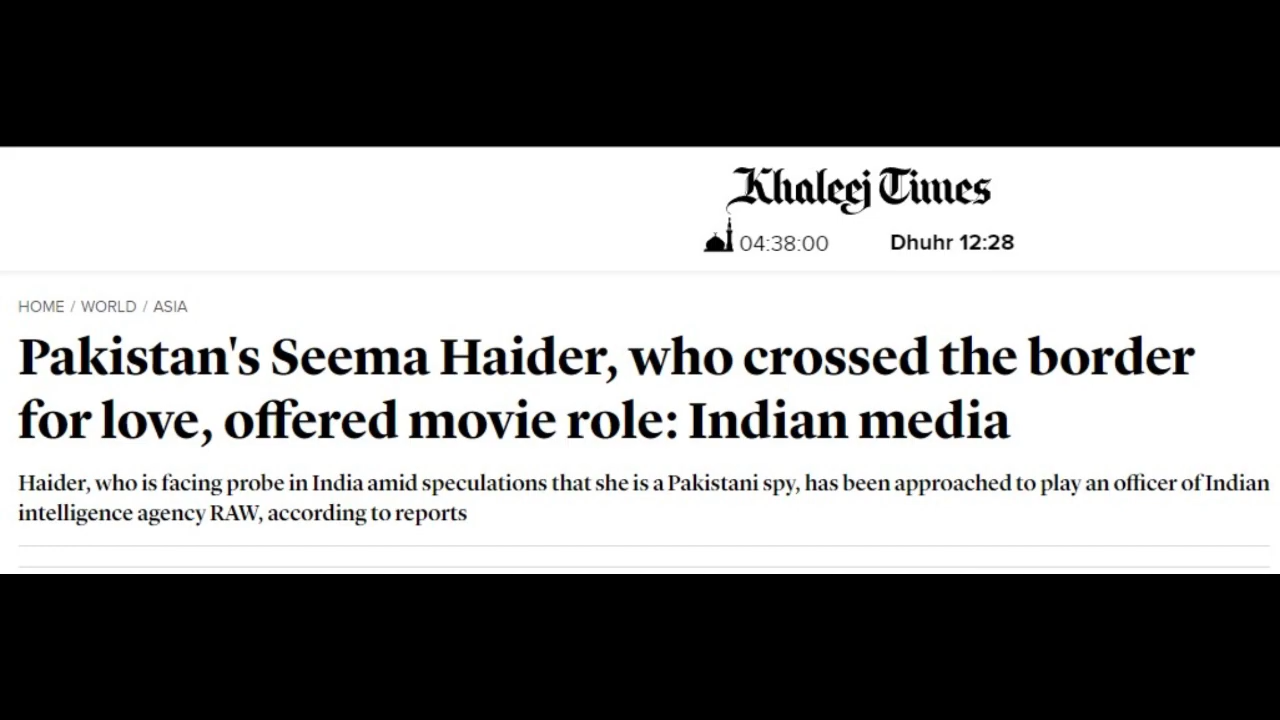 Khaleej Times
04:38:00 Dhuhr 12:28
HOME / WORLD / ASIA
Pakistan's Seema Haider, who crossed the border
for love, offered movie role: Indian media
Haider, who is facing probe in India amid speculations that she is a Pakistani spy, has been approached to play an officer of Indian
intelligence agency RAW, according to reports